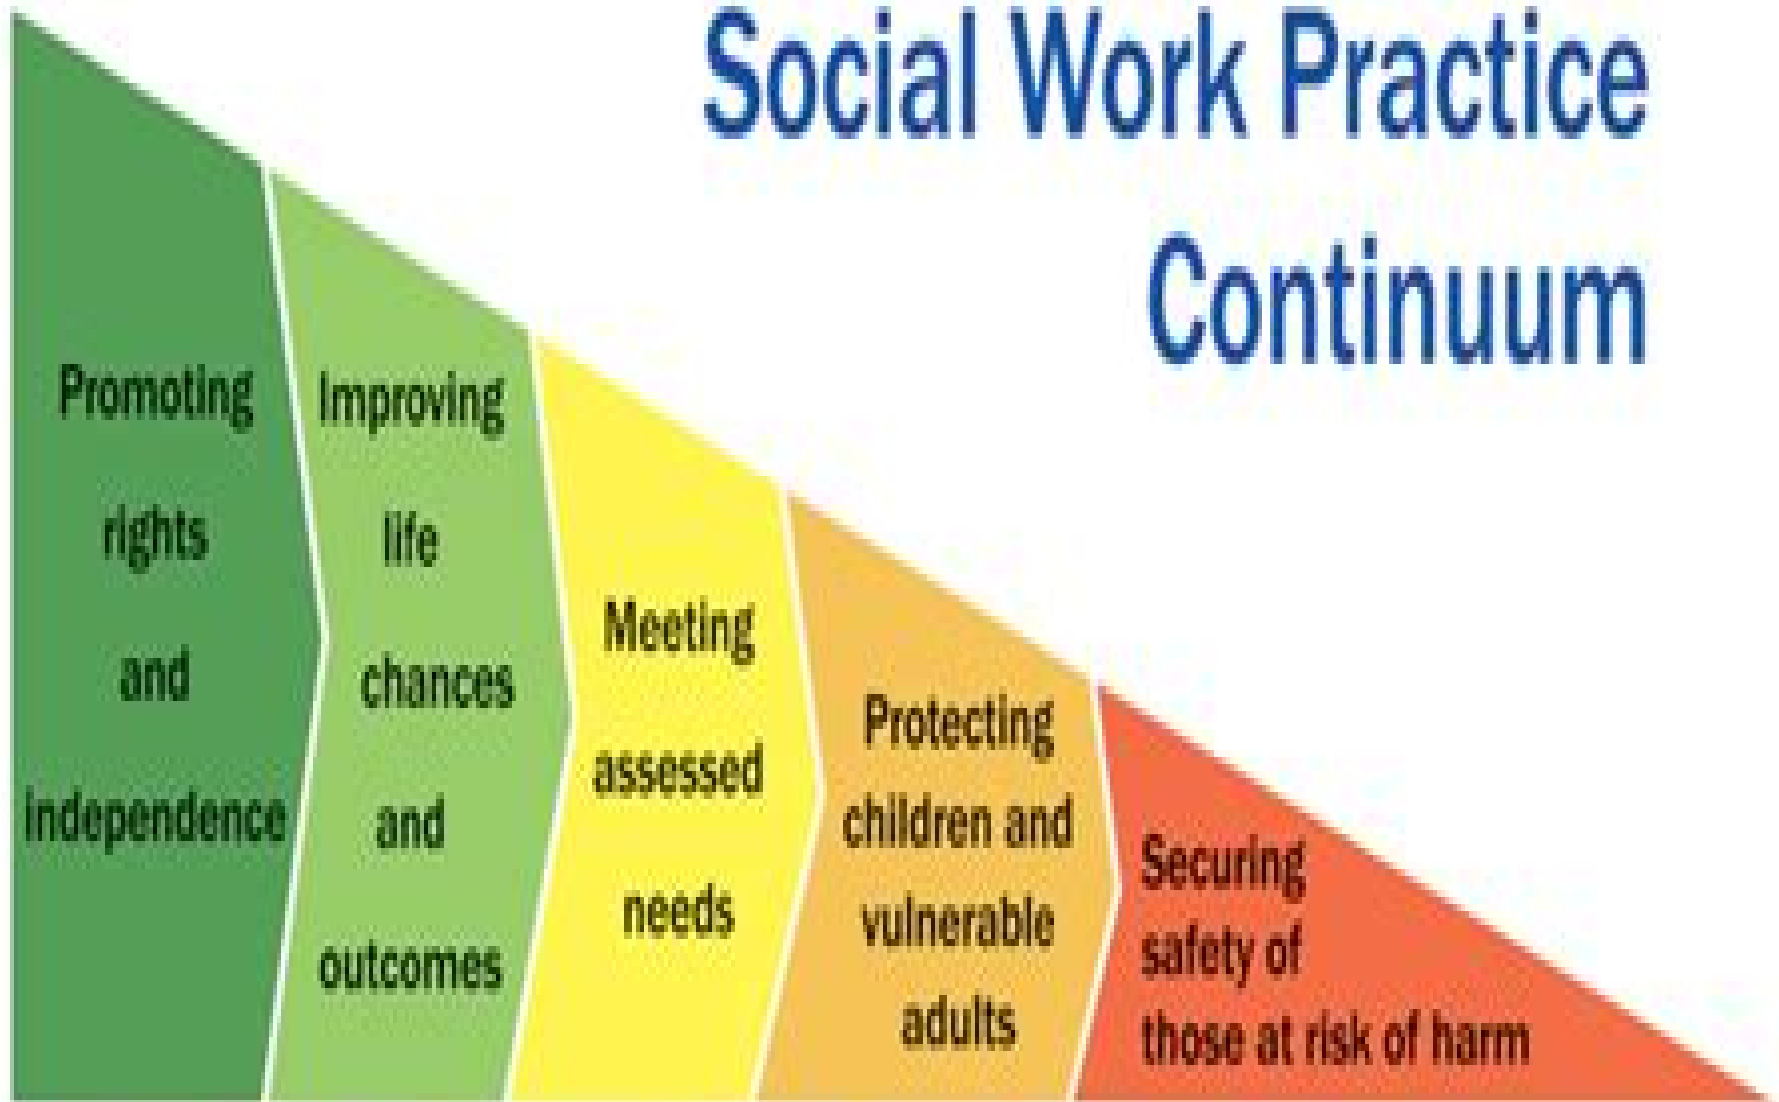 Social Work Practice
Continuum
Promoting
rights
and
independence
Improving
life
chances
and
outcomes
Meeting
assessed
needs
Protecting
children and
vulnerable
adults
Securing
safety of
those at risk of harm